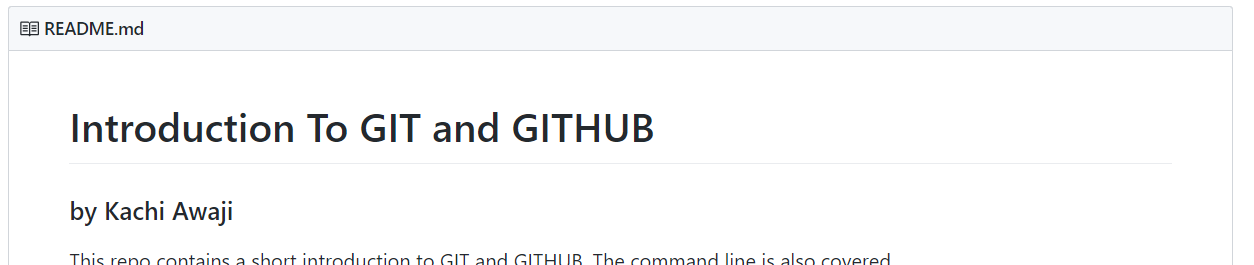 README.md
Introduction To GIT and GITHUB
by Kachi Awaji
This repo contains a short introduction to GIT and GITHUB. The command line is also covered